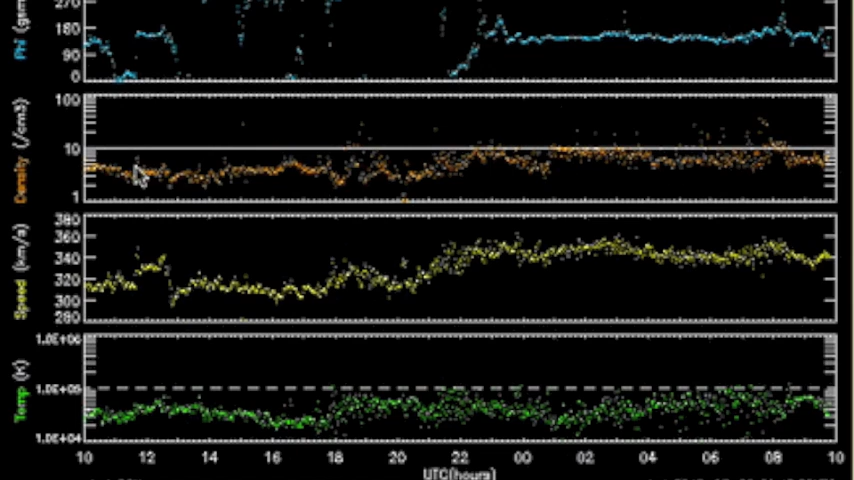 270
180
90
0
Phi (gsm
100
10
1
Density (/cm3)
380
360
340
320
300
280
Speed (km/s)
1.0E+06
1.0E+05
1.0E+04
Temp (K)
10 12 14 16 18 20 22 00 02 04 06 08 10
UTC(hours)